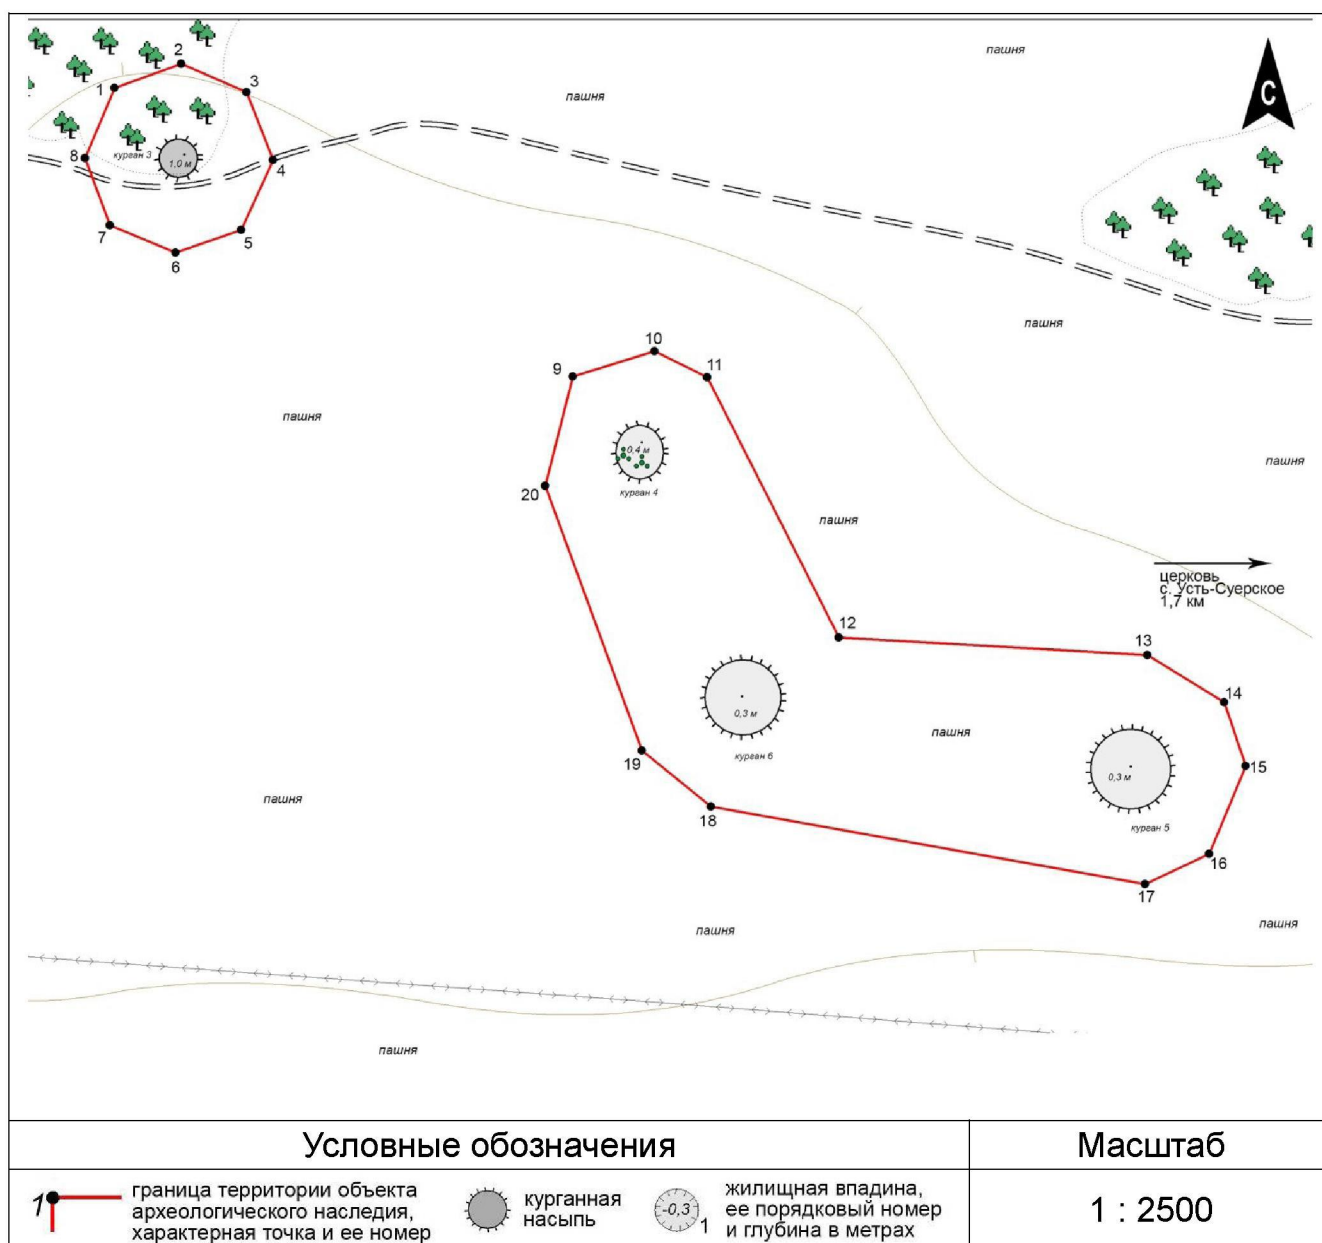 пашня
пашня
С
2
1
3
курган 3
1,0 м
8
4
7
5
6
пашня
10
9
11
пашня
0,4 м
пашня
20
курган 4
пашня
церковь
с. Усть-Суерское
1,7 км
12
13
14
0,3 м
пашня
19
курган 6
15
0,3 м
пашня
18
курган 5
16
17
пашня
пашня
пашня
Условные обозначения
Масштаб
1
граница территории объекта
археологического наследия,
характерная точка и ее номер
курганная
насыпь
-0,3
1
жилищная впадина,
ее порядковый номер
и глубина в метрах
1 : 2500